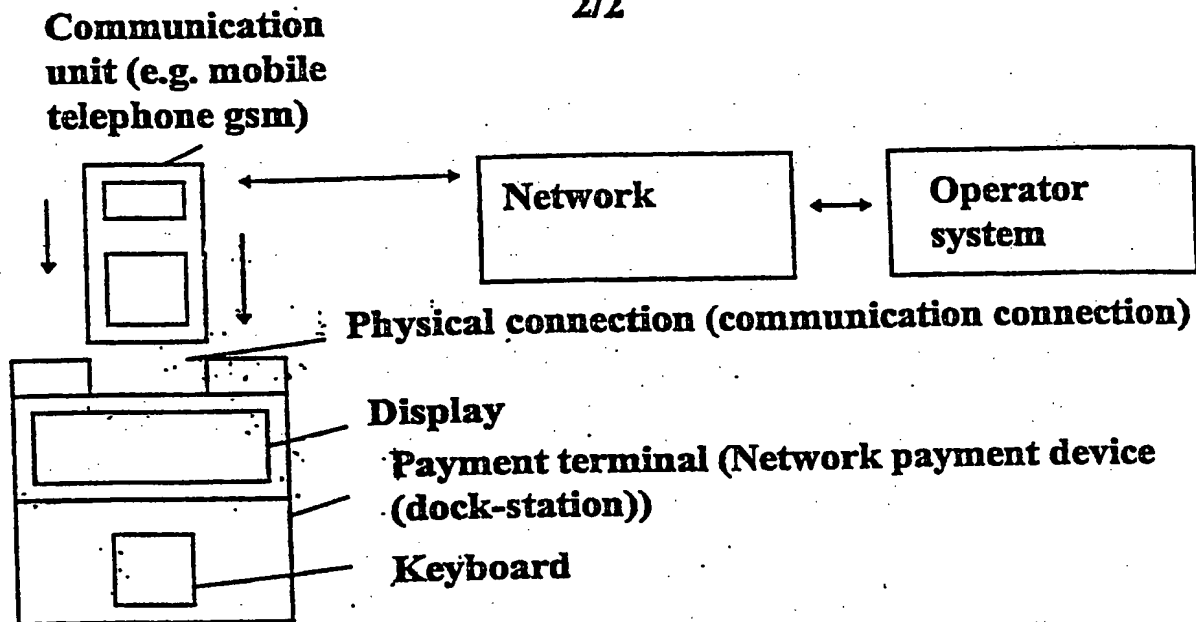 2/2
Communication
unit (e.g. mobile
telephone gsm)
Network
Operator
system
Physical connection (communication connection)
Display
Payment terminal (Network payment device
(dock-station))
Keyboard